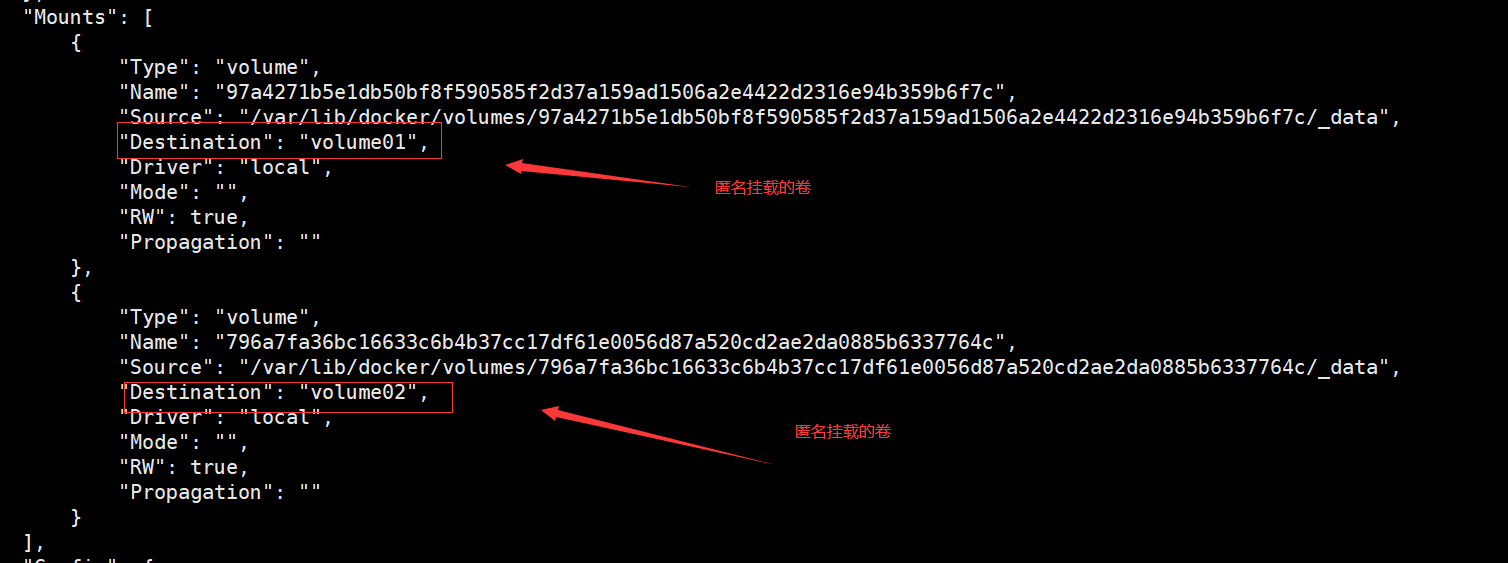 "Mounts": [
{
"Type": "volume",
"Name": "97a4271b5e1db50bf8f590585f2d37a159ad1506a2e4422d2316e94b359b6f7c",
"Source": "/var/lib/docker/volumes/97a4271b5e1db50bf8f590585f2d37a159ad1506a2e4422d2316e94b359b6f7c/_data",
"Destination": "volume01",
"Driver": "local",
匿名挂载的卷
"Mode": "",
"RW": true,
"Propagation": ""
},
{
"Type": "volume",
"Name": "796a7fa36bc16633c6b4b37cc17df61e0056d87a520cd2ae2da0885b6337764c",
"Source": "/var/lib/docker/volumes/796a7fa36bc16633c6b4b37cc17df61e0056d87a520cd2ae2da0885b6337764c/_data",
"Destination": "volume02",
"Driver": "local",
匿名挂载的卷
"Mode": "",
"RW": true,
"Propagation": ""
}
],